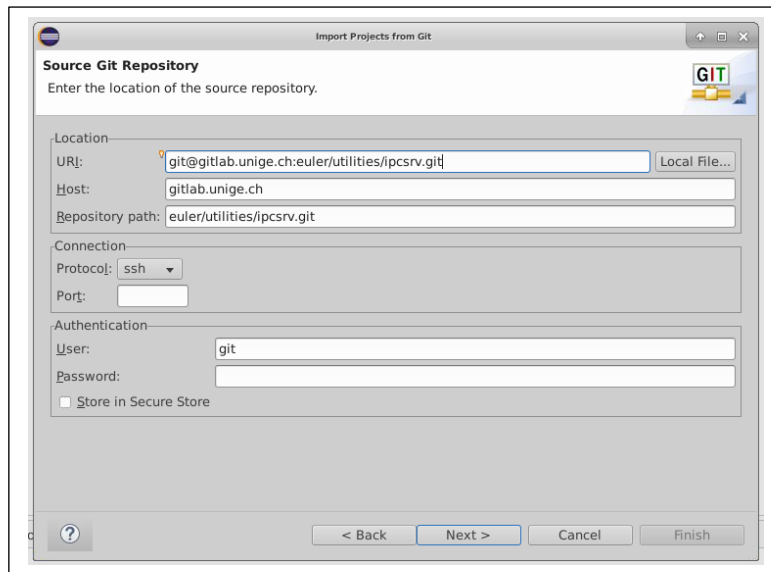 Import Projects from Git
Source Git Repository
Enter the location of the source repository.
GIT
Location
URI: git@gitlab.unige.ch:euler/utilities/ipcsrv.git Local File...
Host: gitlab.unige.ch
Repository path: euler/utilities/ipcsrv.git
Connection
Protocol: ssh
Port:
Authentication
User: git
Password:
Store in Secure Store
? < Back Next > Cancel Finish